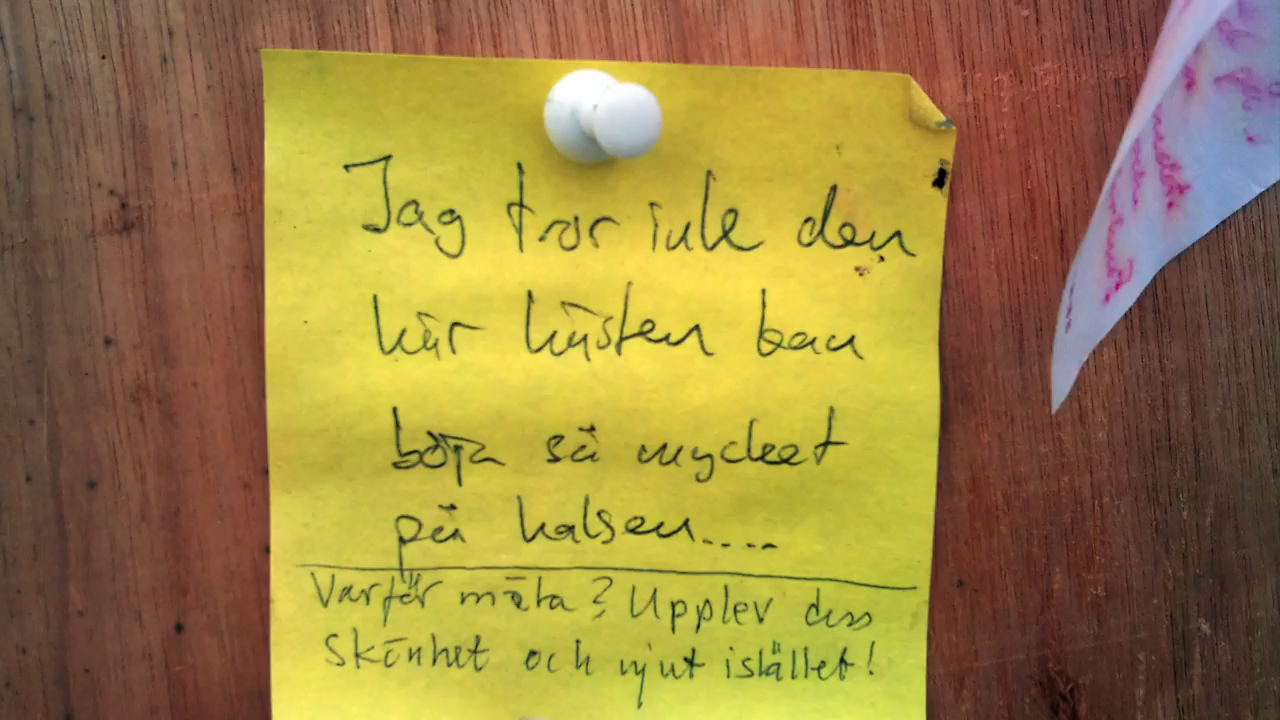 Jag tror inte den
här hästen kan
böja så mycket
på halsen.....
Varför mäta? Upplev dess
skönhet och njut istället!